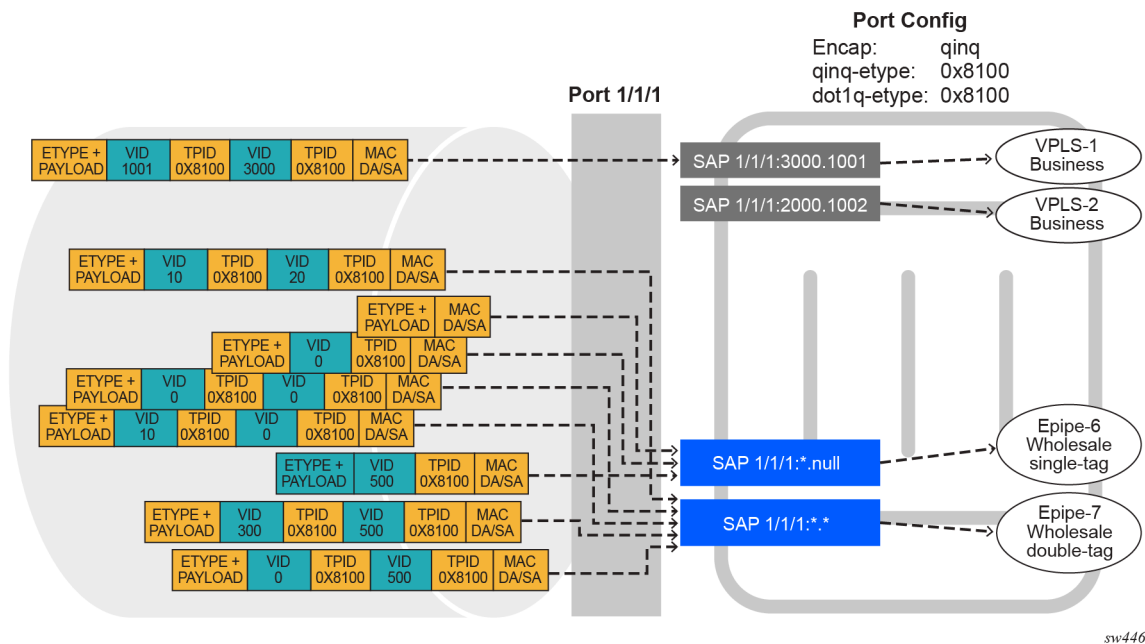 Port Config
Encap: qinq
qinq-etype: 0x8100
dot1q-etype: 0x8100
Port 1/1/1
ETYPE + PAYLOAD VID 1001 TPID 0X8100 VID 3000 TPID 0X8100 MAC DA/SA
SAP 1/1/1:3000.1001
VPLS-1
Business
SAP 1/1/1:2000.1002
VPLS-2
Business
ETYPE + PAYLOAD VID 10 TPID 0X8100 VID 20 TPID 0X8100 MAC DA/SA
ETYPE + PAYLOAD MAC DA/SA
ETYPE + PAYLOAD VID 0 TPID 0X8100 MAC DA/SA
ETYPE + PAYLOAD VID 0 TPID 0X8100 VID 0 TPID 0X8100 MAC DA/SA
ETYPE + PAYLOAD VID 10 TPID 0X8100 VID 0 TPID 0X8100 MAC DA/SA
ETYPE + PAYLOAD VID 500 TPID 0X8100 MAC DA/SA
SAP 1/1/1:*.null
Epipe-6
Wholesale
single-tag
ETYPE + PAYLOAD VID 300 TPID 0X8100 VID 500 TPID 0X8100 MAC DA/SA
SAP 1/1/1:*.*
Epipe-7
Wholesale
double-tag
ETYPE + PAYLOAD VID 0 TPID 0X8100 VID 500 TPID 0X8100 MAC DA/SA
sw446